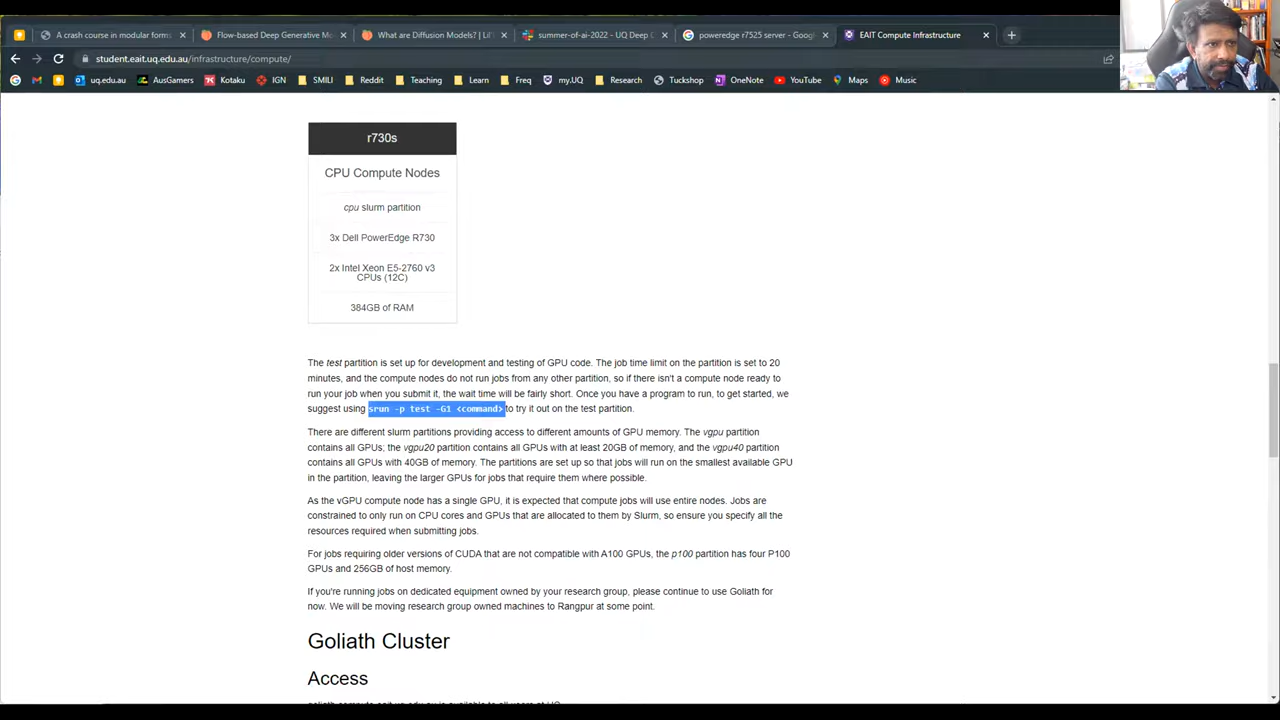 A crash course in modular forms
Flow-based Deep Generative Mo
What are Diffusion Models? | Lil'l
summer-of-ai-2022 - UQ Deep C
poweredge r7525 server - Google
EAIT Compute Infrastructure
student.eait.uq.edu.au/infrastructure/compute/
uq.edu.au
AusGamers
Kotaku
IGN
SMILI
Reddit
Teaching
Learn
Freq
my.UQ
Research
Tuckshop
OneNote
YouTube
Maps
Music
r730s
CPU Compute Nodes
cpu slurm partition
3x Dell PowerEdge R730
2x Intel Xeon E5-2760 v3
CPUs (12C)
384GB of RAM
The test partition is set up for development and testing of GPU code. The job time limit on the partition is set to 20
minutes, and the compute nodes do not run jobs from any other partition, so if there isn't a compute node ready to
run your job when you submit it, the wait time will be fairly short. Once you have a program to run, to get started, we
suggest using srun -p test -G1 <command> to try it out on the test partition.
There are different slurm partitions providing access to different amounts of GPU memory. The vgpu partition
contains all GPUs; the vgpu20 partition contains all GPUs with at least 20GB of memory, and the vgpu40 partition
contains all GPUs with 40GB of memory. The partitions are set up so that jobs will run on the smallest available GPU
in the partition, leaving the larger GPUs for jobs that require them where possible.
As the vGPU compute node has a single GPU, it is expected that compute jobs will use entire nodes. Jobs are
constrained to only run on CPU cores and GPUs that are allocated to them by Slurm, so ensure you specify all the
resources required when submitting jobs.
For jobs requiring older versions of CUDA that are not compatible with A100 GPUs, the p100 partition has four P100
GPUs and 256GB of host memory.
If you're running jobs on dedicated equipment owned by your research group, please continue to use Goliath for
now. We will be moving research group owned machines to Rangpur at some point.
Goliath Cluster
Access